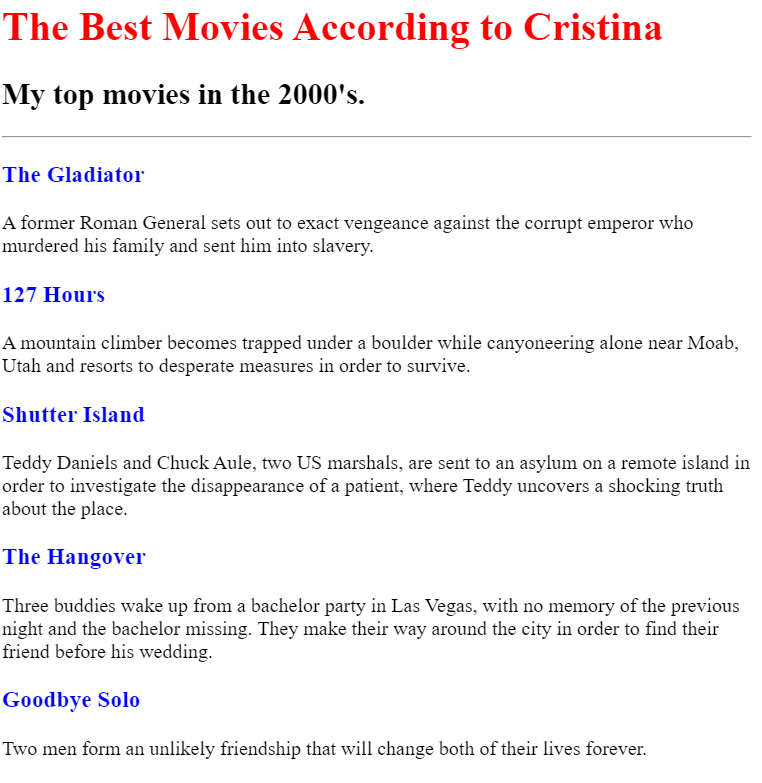 The Best Movies According to Cristina
My top movies in the 2000's.
The Gladiator
A former Roman General sets out to exact vengeance against the corrupt emperor who
murdered his family and sent him into slavery.
127 Hours
A mountain climber becomes trapped under a boulder while canyoneering alone near Moab,
Utah and resorts to desperate measures in order to survive.
Shutter Island
Teddy Daniels and Chuck Aule, two US marshals, are sent to an asylum on a remote island in
order to investigate the disappearance of a patient, where Teddy uncovers a shocking truth
about the place.
The Hangover
Three buddies wake up from a bachelor party in Las Vegas, with no memory of the previous
night and the bachelor missing. They make their way around the city in order to find their
friend before his wedding.
Goodbye Solo
Two men form an unlikely friendship that will change both of their lives forever.